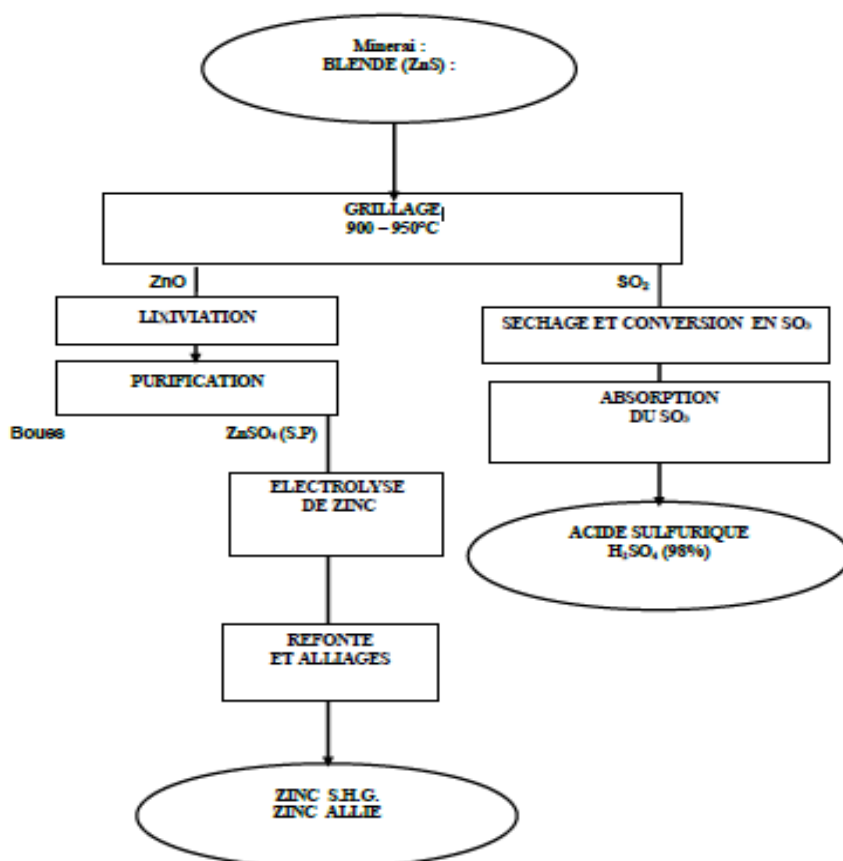 Minerai :
BLENDE (ZnS) :
GRILLAGE
900 – 950°C
ZnO
SO₂
LIXIVIATION
SECHAGE ET CONVERSION EN SO₃
PURIFICATION
ABSORPTION
DU SO₃
Boues
ZnSO₄ (S.P)
ELECTROLYSE
DE ZINC
ACIDE SULFURIQUE
H₂SO₄ (98%)
REFONTE
ET ALLIAGES
ZINC S.H.G.
ZINC ALLIE